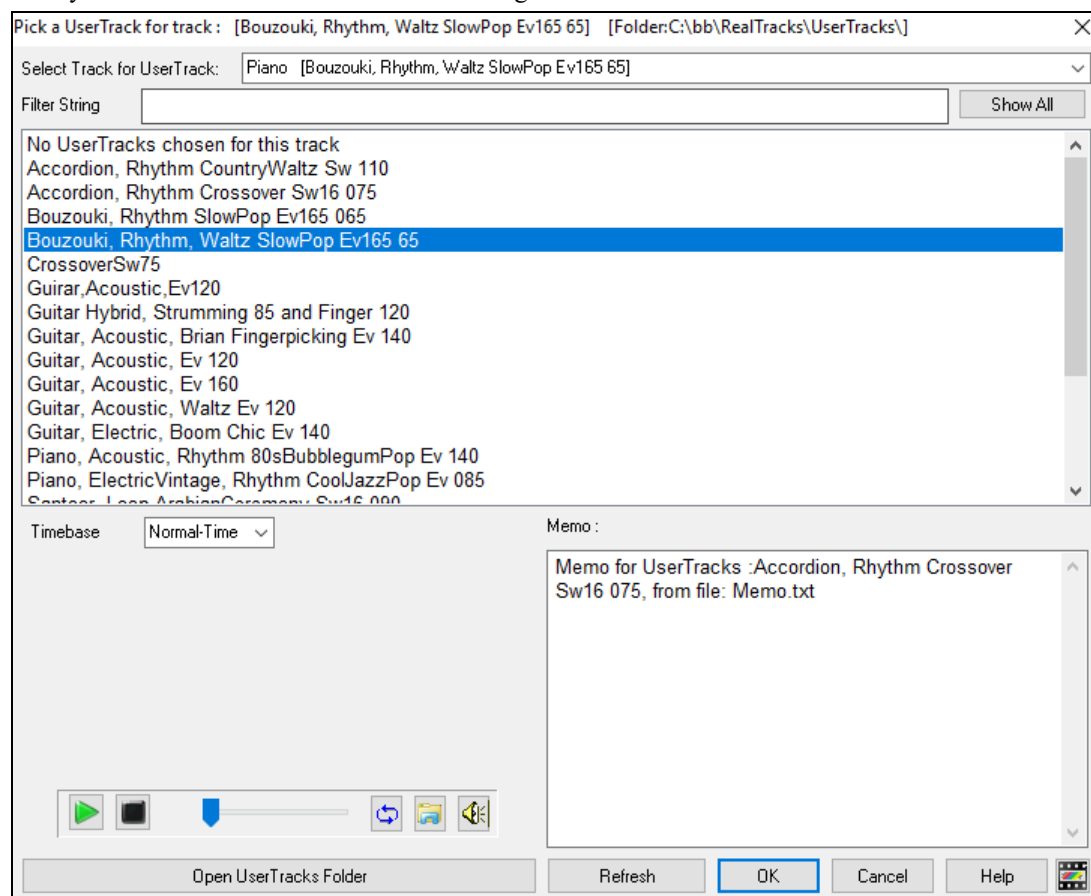 Pick a UserTrack for track : [Bouzouki, Rhythm, Waltz SlowPop Ev165 65] [Folder:C:\bb\RealTracks\UserTracks\]
Select Track for UserTrack: Piano [Bouzouki, Rhythm, Waltz SlowPop Ev165 65]
Filter String Show All
No UserTracks chosen for this track
Accordion, Rhythm CountryWaltz Sw 110
Accordion, Rhythm Crossover Sw16 075
Bouzouki, Rhythm SlowPop Ev165 065
Bouzouki, Rhythm, Waltz SlowPop Ev165 65
CrossoverSw75
Guirar,Acoustic,Ev120
Guitar Hybrid, Strumming 85 and Finger 120
Guitar, Acoustic, Brian Fingerpicking Ev 140
Guitar, Acoustic, Ev 120
Guitar, Acoustic, Ev 160
Guitar, Acoustic, Waltz Ev 120
Guitar, Electric, Boom Chic Ev 140
Piano, Acoustic, Rhythm 80sBubblegumPop Ev 140
Piano, ElectricVintage, Rhythm CoolJazzPop Ev 085
Santoor, Loop ArabianCeremony Sw16 090
Timebase Normal-Time
Memo :
Memo for UserTracks :Accordion, Rhythm Crossover
Sw16 075, from file: Memo.txt
Open UserTracks Folder Refresh OK Cancel Help